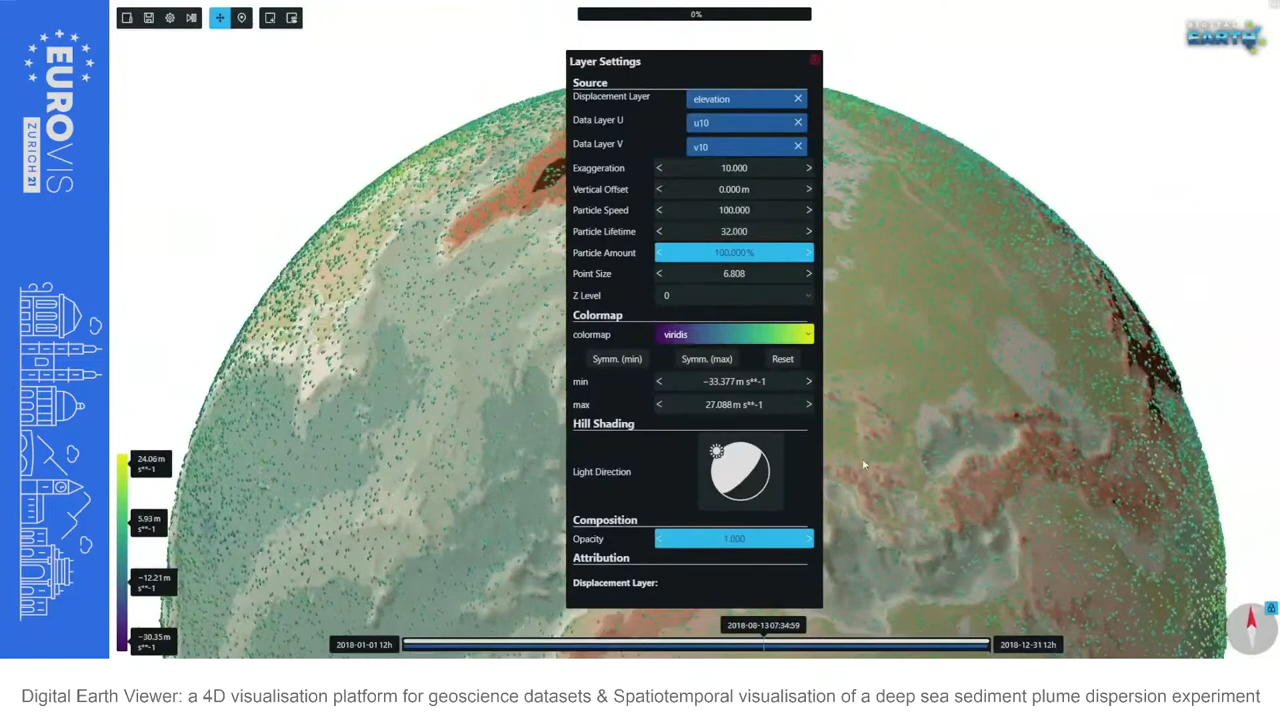 0%
DIGITAL
EARTH
EUROVIS
ZURICH 21
Layer Settings
Source
Displacement Layer elevation
Data Layer U u10
Data Layer V v10
Exaggeration 10.000
Vertical Offset 0.000 m
Particle Speed 100.000
Particle Lifetime 32.000
Particle Amount 100.000 %
Point Size 6.808
Z Level 0
Colormap
colormap viridis
Symm. (min) Symm. (max) Reset
min −33.377 m s**-1
max 27.088 m s**-1
Hill Shading
Light Direction
Composition
Opacity 1.000
Attribution
Displacement Layer:
24.06 m
s**-1
5.93 m
s**-1
−12.21 m
s**-1
−30.35 m
s**-1
2018-08-13 07:34:59
2018-01-01 12h
2018-12-31 12h
Digital Earth Viewer: a 4D visualisation platform for geoscience datasets & Spatiotemporal visualisation of a deep sea sediment plume dispersion experiment